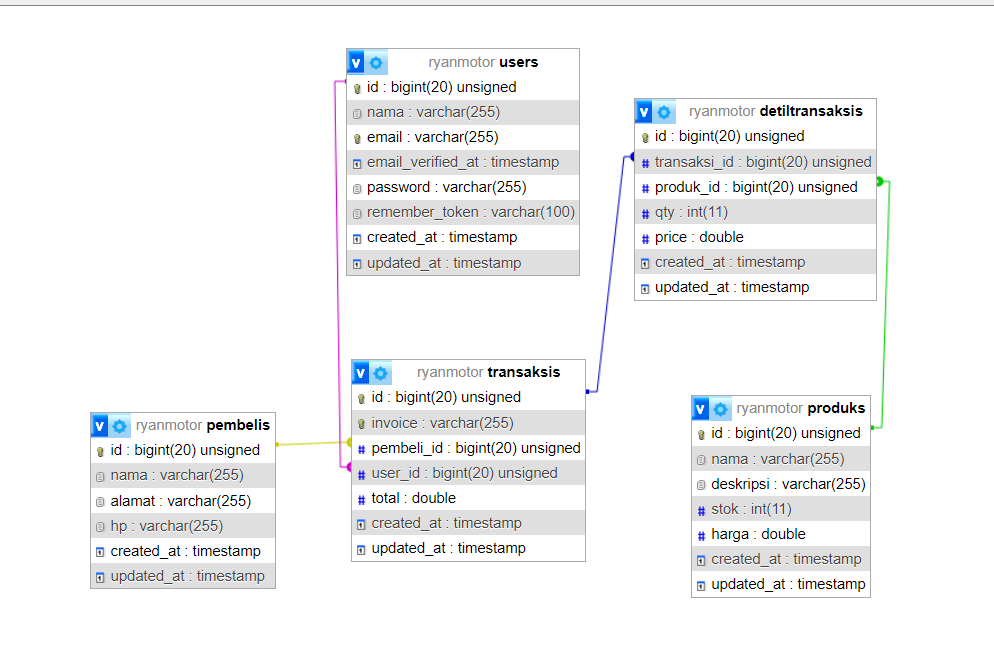 v ryanmotor users
id : bigint(20) unsigned
nama : varchar(255)
email : varchar(255)
email_verified_at : timestamp
password : varchar(255)
remember_token : varchar(100)
created_at : timestamp
updated_at : timestamp
v ryanmotor detiltransaksis
id : bigint(20) unsigned
# transaksi_id : bigint(20) unsigned
# produk_id : bigint(20) unsigned
# qty : int(11)
# price : double
created_at : timestamp
updated_at : timestamp
v ryanmotor transaksis
id : bigint(20) unsigned
invoice : varchar(255)
# pembeli_id : bigint(20) unsigned
# user_id : bigint(20) unsigned
# total : double
created_at : timestamp
updated_at : timestamp
v ryanmotor pembelis
id : bigint(20) unsigned
nama : varchar(255)
alamat : varchar(255)
hp : varchar(255)
created_at : timestamp
updated_at : timestamp
v ryanmotor produks
id : bigint(20) unsigned
nama : varchar(255)
deskripsi : varchar(255)
# stok : int(11)
# harga : double
created_at : timestamp
updated_at : timestamp